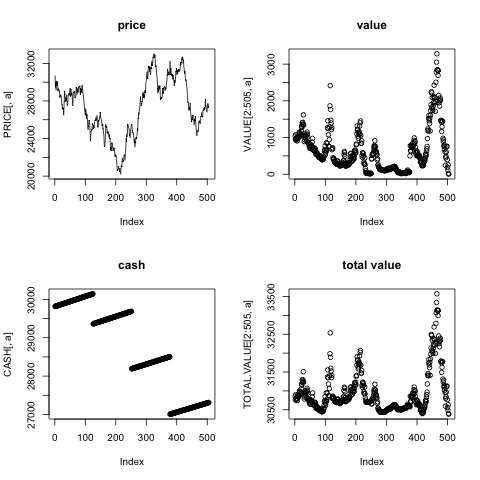 price
PRICE[, a]
20000 24000 28000 32000
0 100 200 300 400 500
Index
value
VALUE[2:505, a]
0 1000 2000 3000
0 100 200 300 400 500
Index
cash
CASH[, a]
27000 28000 29000 30000
0 100 200 300 400 500
Index
total value
TOTAL.VALUE[2:505, a]
30500 31500 32500 33500
0 100 200 300 400 500
Index